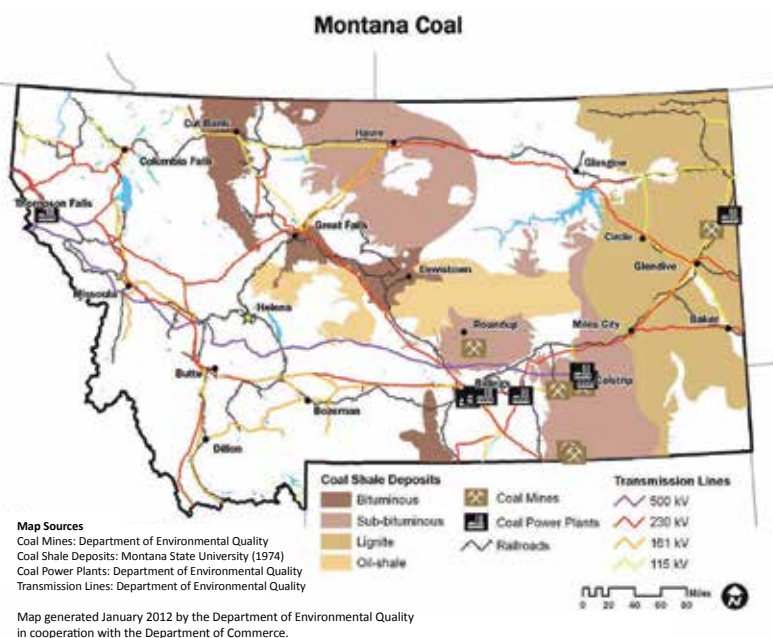 Montana Coal
Cut Bank
Havre
Columbia Falls
Glasgow
Thompson Falls
Great Falls
Circle
Lewistown
Glendive
Missoula
Helena
Roundup
Miles City
Baker
Butte
Colstrip
Bozeman
Dillon
Coal Shale Deposits
Bituminous
Sub-bituminous
Lignite
Oil-shale
Coal Mines
Coal Power Plants
Railroads
Transmission Lines
500 kV
230 kV
161 kV
115 kV
Miles
0 20 40 60 80
Map Sources
Coal Mines: Department of Environmental Quality
Coal Shale Deposits: Montana State University (1974)
Coal Power Plants: Department of Environmental Quality
Transmission Lines: Department of Environmental Quality
Map generated January 2012 by the Department of Environmental Quality
in cooperation with the Department of Commerce.